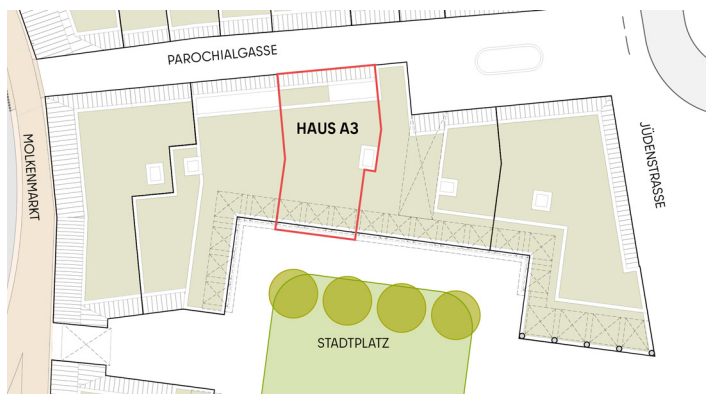 PAROCHIALGASSE
HAUS A3
MOLKENMARKT
JÜDENSTRASSE
STADTPLATZ